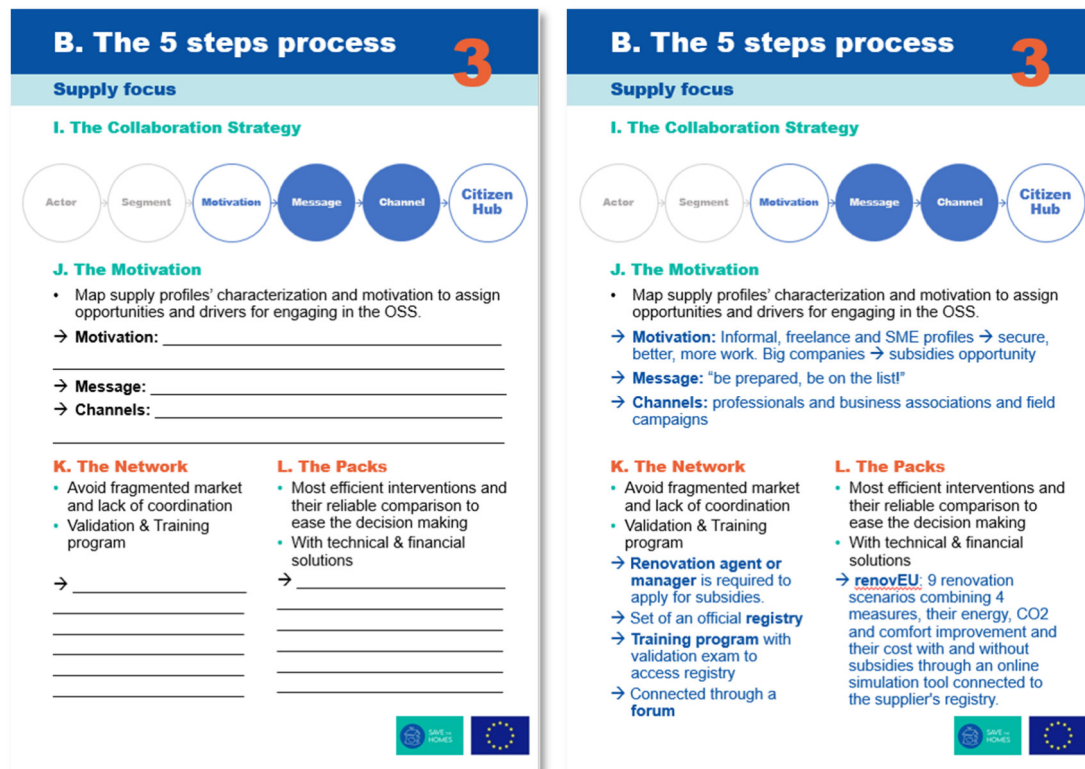 B. The 5 steps process
3
Supply focus
I. The Collaboration Strategy
Actor
Segment
Motivation
Message
Channel
Citizen
Hub
J. The Motivation
• Map supply profiles’ characterization and motivation to assign
opportunities and drivers for engaging in the OSS.
→ Motivation:
→ Message:
→ Channels:
K. The Network
• Avoid fragmented market
and lack of coordination
• Validation & Training
program
→
L. The Packs
• Most efficient interventions and
their reliable comparison to
ease the decision making
• With technical & financial
solutions
→
SAVE THE
HOMES
B. The 5 steps process
3
Supply focus
I. The Collaboration Strategy
Actor
Segment
Motivation
Message
Channel
Citizen
Hub
J. The Motivation
• Map supply profiles’ characterization and motivation to assign
opportunities and drivers for engaging in the OSS.
→ Motivation: Informal, freelance and SME profiles → secure,
better, more work. Big companies → subsidies opportunity
→ Message: “be prepared, be on the list!”
→ Channels: professionals and business associations and field
campaigns
K. The Network
• Avoid fragmented market
and lack of coordination
• Validation & Training
program
→ Renovation agent or
manager is required to
apply for subsidies.
→ Set of an official registry
→ Training program with
validation exam to
access registry
→ Connected through a
forum
L. The Packs
• Most efficient interventions and
their reliable comparison to
ease the decision making
• With technical & financial
solutions
→ renovEU: 9 renovation
scenarios combining 4
measures, their energy, CO2
and comfort improvement and
their cost with and without
subsidies through an online
simulation tool connected to
the supplier's registry.
SAVE THE
HOMES